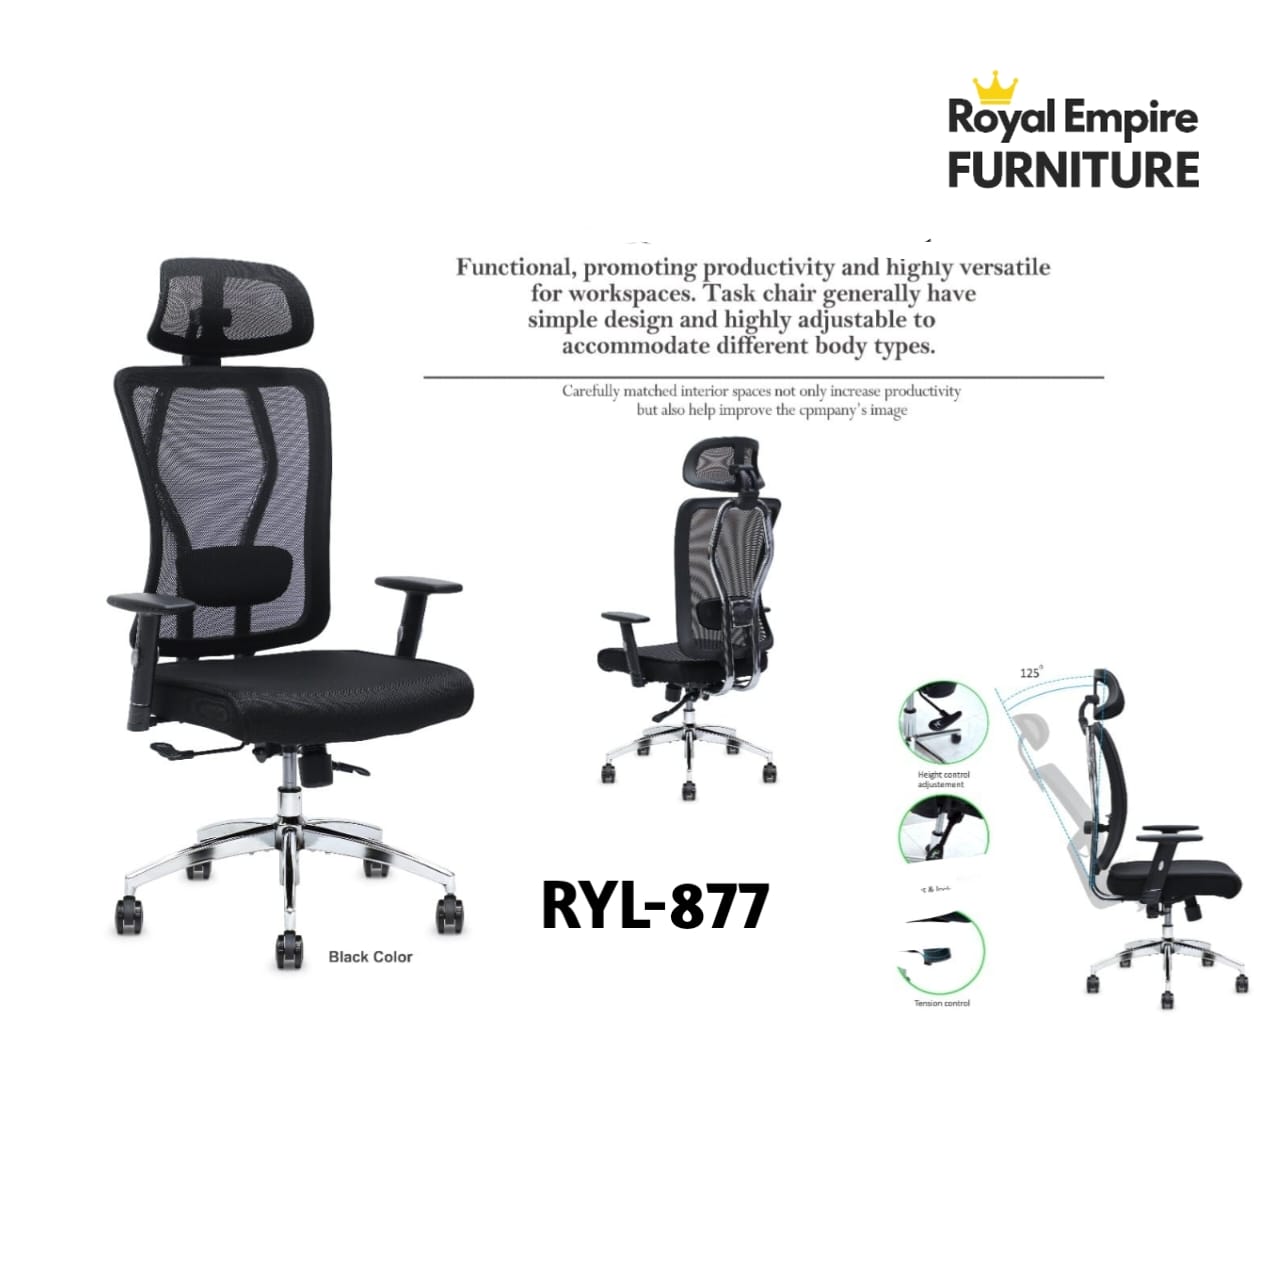 Royal Empire
FURNITURE
Functional, promoting productivity and highly versatile
for workspaces. Task chair generally have
simple design and highly adjustable to
accommodate different body types.
Carefully matched interior spaces not only increase productivity
but also help improve the cpmpany's image
125°
Height control
adjustement
RYL-877
Black Color
Tension control